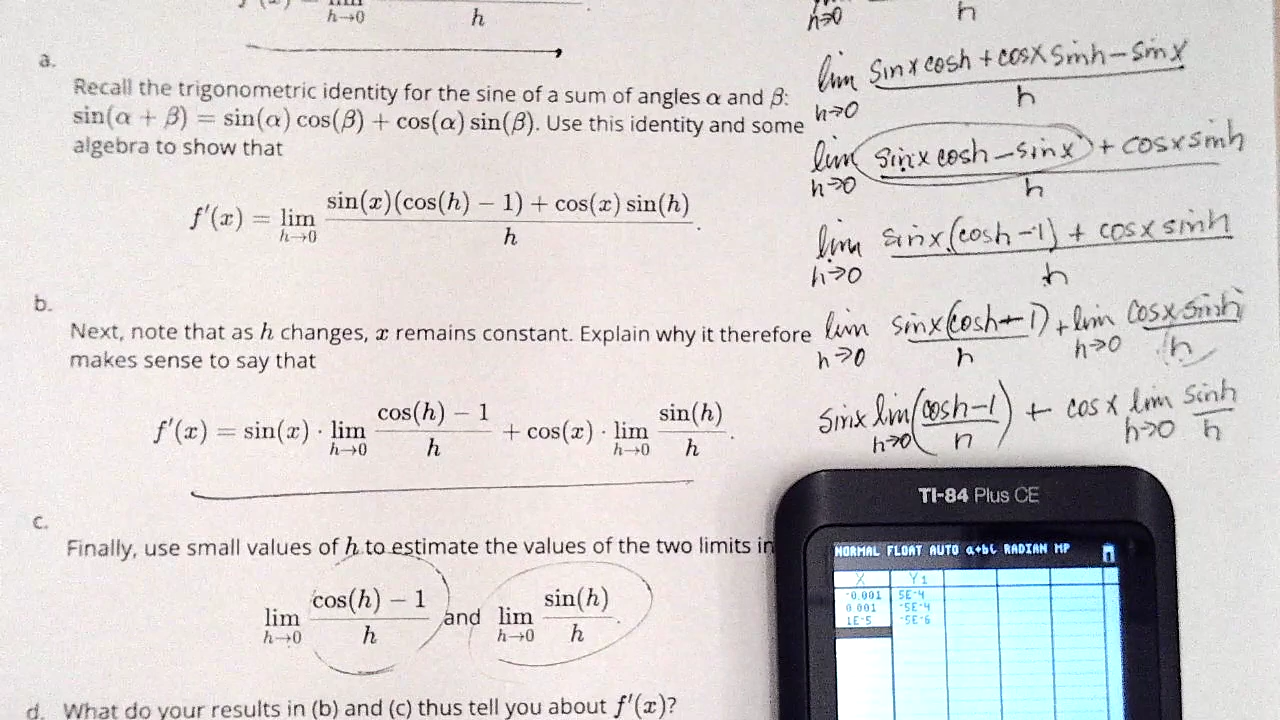 h→0 h
a.
Recall the trigonometric identity for the sine of a sum of angles α and β:
sin(α + β) = sin(α) cos(β) + cos(α) sin(β). Use this identity and some
algebra to show that
f′(x) = lim h→0 sin(x)(cos(h) − 1) + cos(x) sin(h) / h .
b.
Next, note that as h changes, x remains constant. Explain why it therefore
makes sense to say that
f′(x) = sin(x) · lim h→0 cos(h) − 1 / h + cos(x) · lim h→0 sin(h) / h .
c.
Finally, use small values of h to estimate the values of the two limits in
lim h→0 cos(h) − 1 / h and lim h→0 sin(h) / h .
d. What do your results in (b) and (c) thus tell you about f′(x)?
h→0 h
lim h→0 sinx cosh + cosx sinh − sinx / h
lim h→0 sinx cosh − sinx + cosx sinh / h
lim h→0 sinx (cosh −1) + cosx sinh / h
lim h→0 sinx (cosh − 1) / h + lim h→0 cosx sinh / h
sinx lim h→0 (cosh−1 / h) + cosx lim h→0 sinh / h
TI-84 Plus CE
NORMAL FLOAT AUTO a+bi RADIAN MP
X Y1
-0.001 5E-4
0.001 -5E-4
1E-5 -5E-6